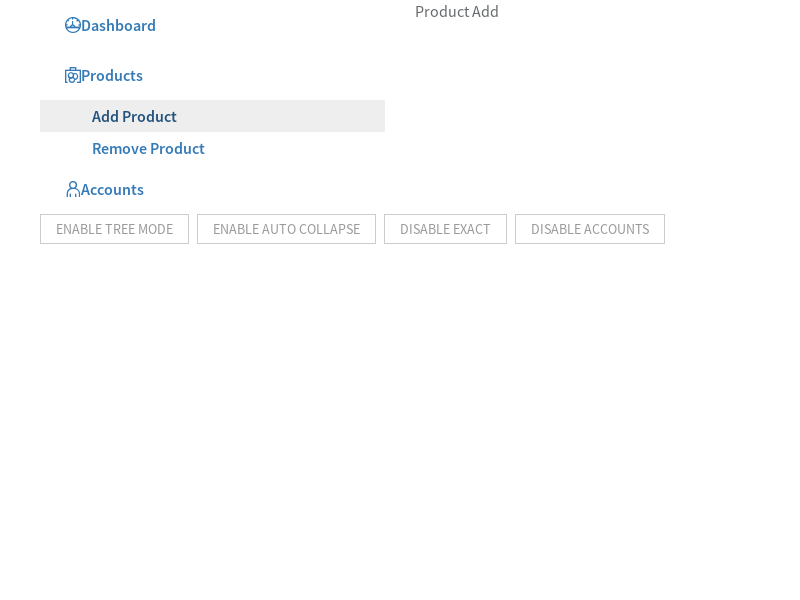 Dashboard
Product Add
Products
Add Product
Remove Product
Accounts
ENABLE TREE MODE
ENABLE AUTO COLLAPSE
DISABLE EXACT
DISABLE ACCOUNTS